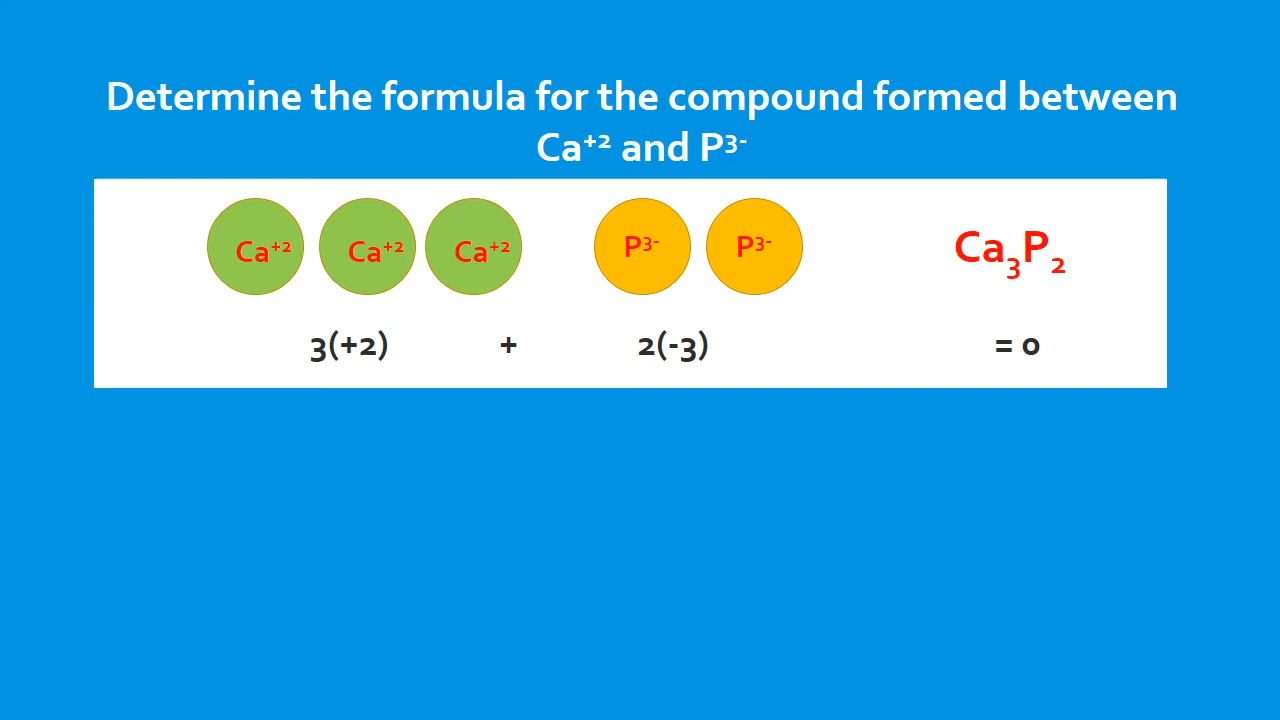 Determine the formula for the compound formed between
Ca⁺² and P³⁻
Ca⁺² Ca⁺² Ca⁺² P³⁻ P³⁻ Ca₃P₂
3(+2) + 2(-3) = 0